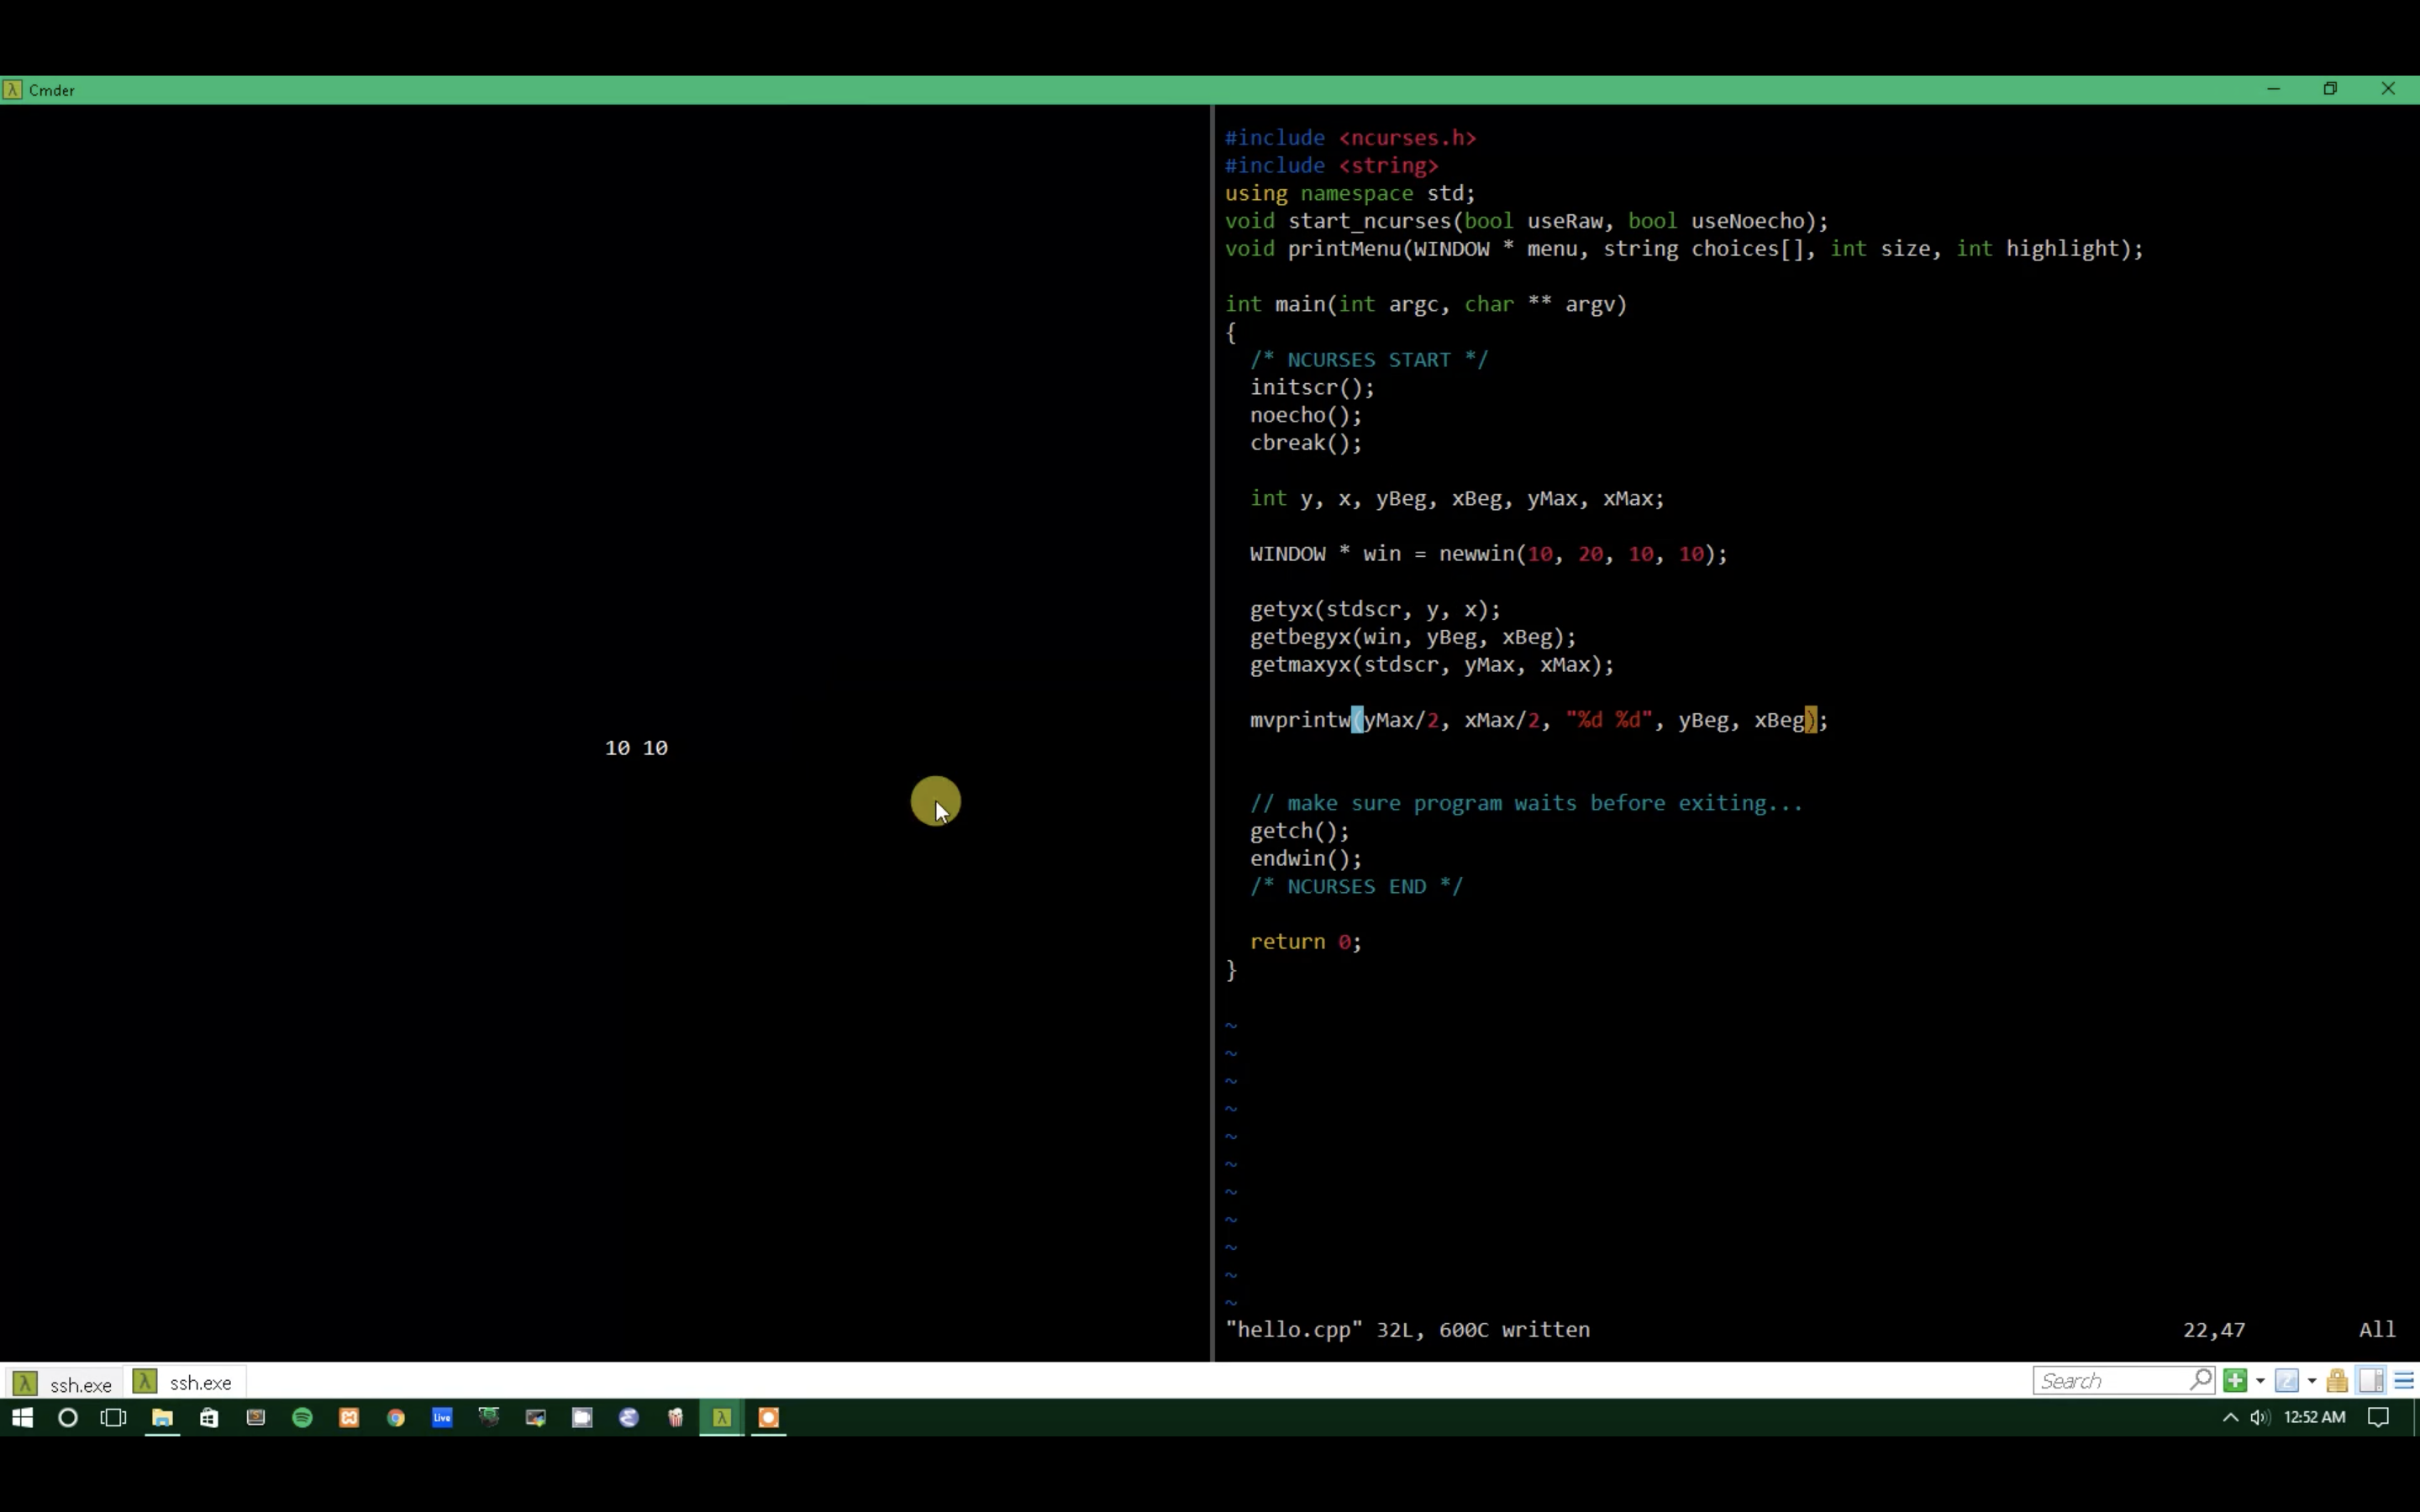 Cmder
10 10
#include <ncurses.h>
#include <string>
using namespace std;
void start_ncurses(bool useRaw, bool useNoecho);
void printMenu(WINDOW * menu, string choices[], int size, int highlight);
int main(int argc, char ** argv)
{
/* NCURSES START */
initscr();
noecho();
cbreak();
int y, x, yBeg, xBeg, yMax, xMax;
WINDOW * win = newwin(10, 20, 10, 10);
getyx(stdscr, y, x);
getbegyx(win, yBeg, xBeg);
getmaxyx(stdscr, yMax, xMax);
mvprintw(yMax/2, xMax/2, "%d %d", yBeg, xBeg);
// make sure program waits before exiting...
getch();
endwin();
/* NCURSES END */
return 0;
}
~
~
~
~
~
~
~
~
~
~
~
"hello.cpp" 32L, 600C written 22,47 All
ssh.exe ssh.exe Search
Live 12:52 AM